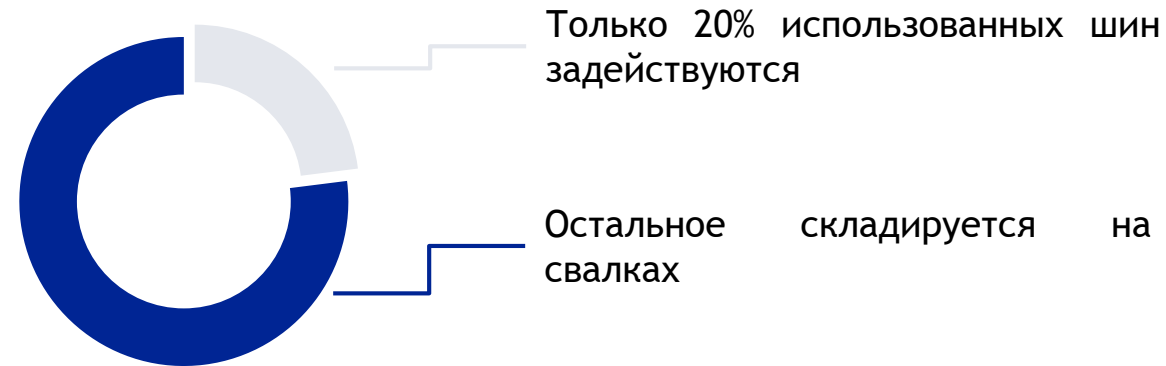 Только 20% использованных шин
задействуются
Остальное складируется на
свалках